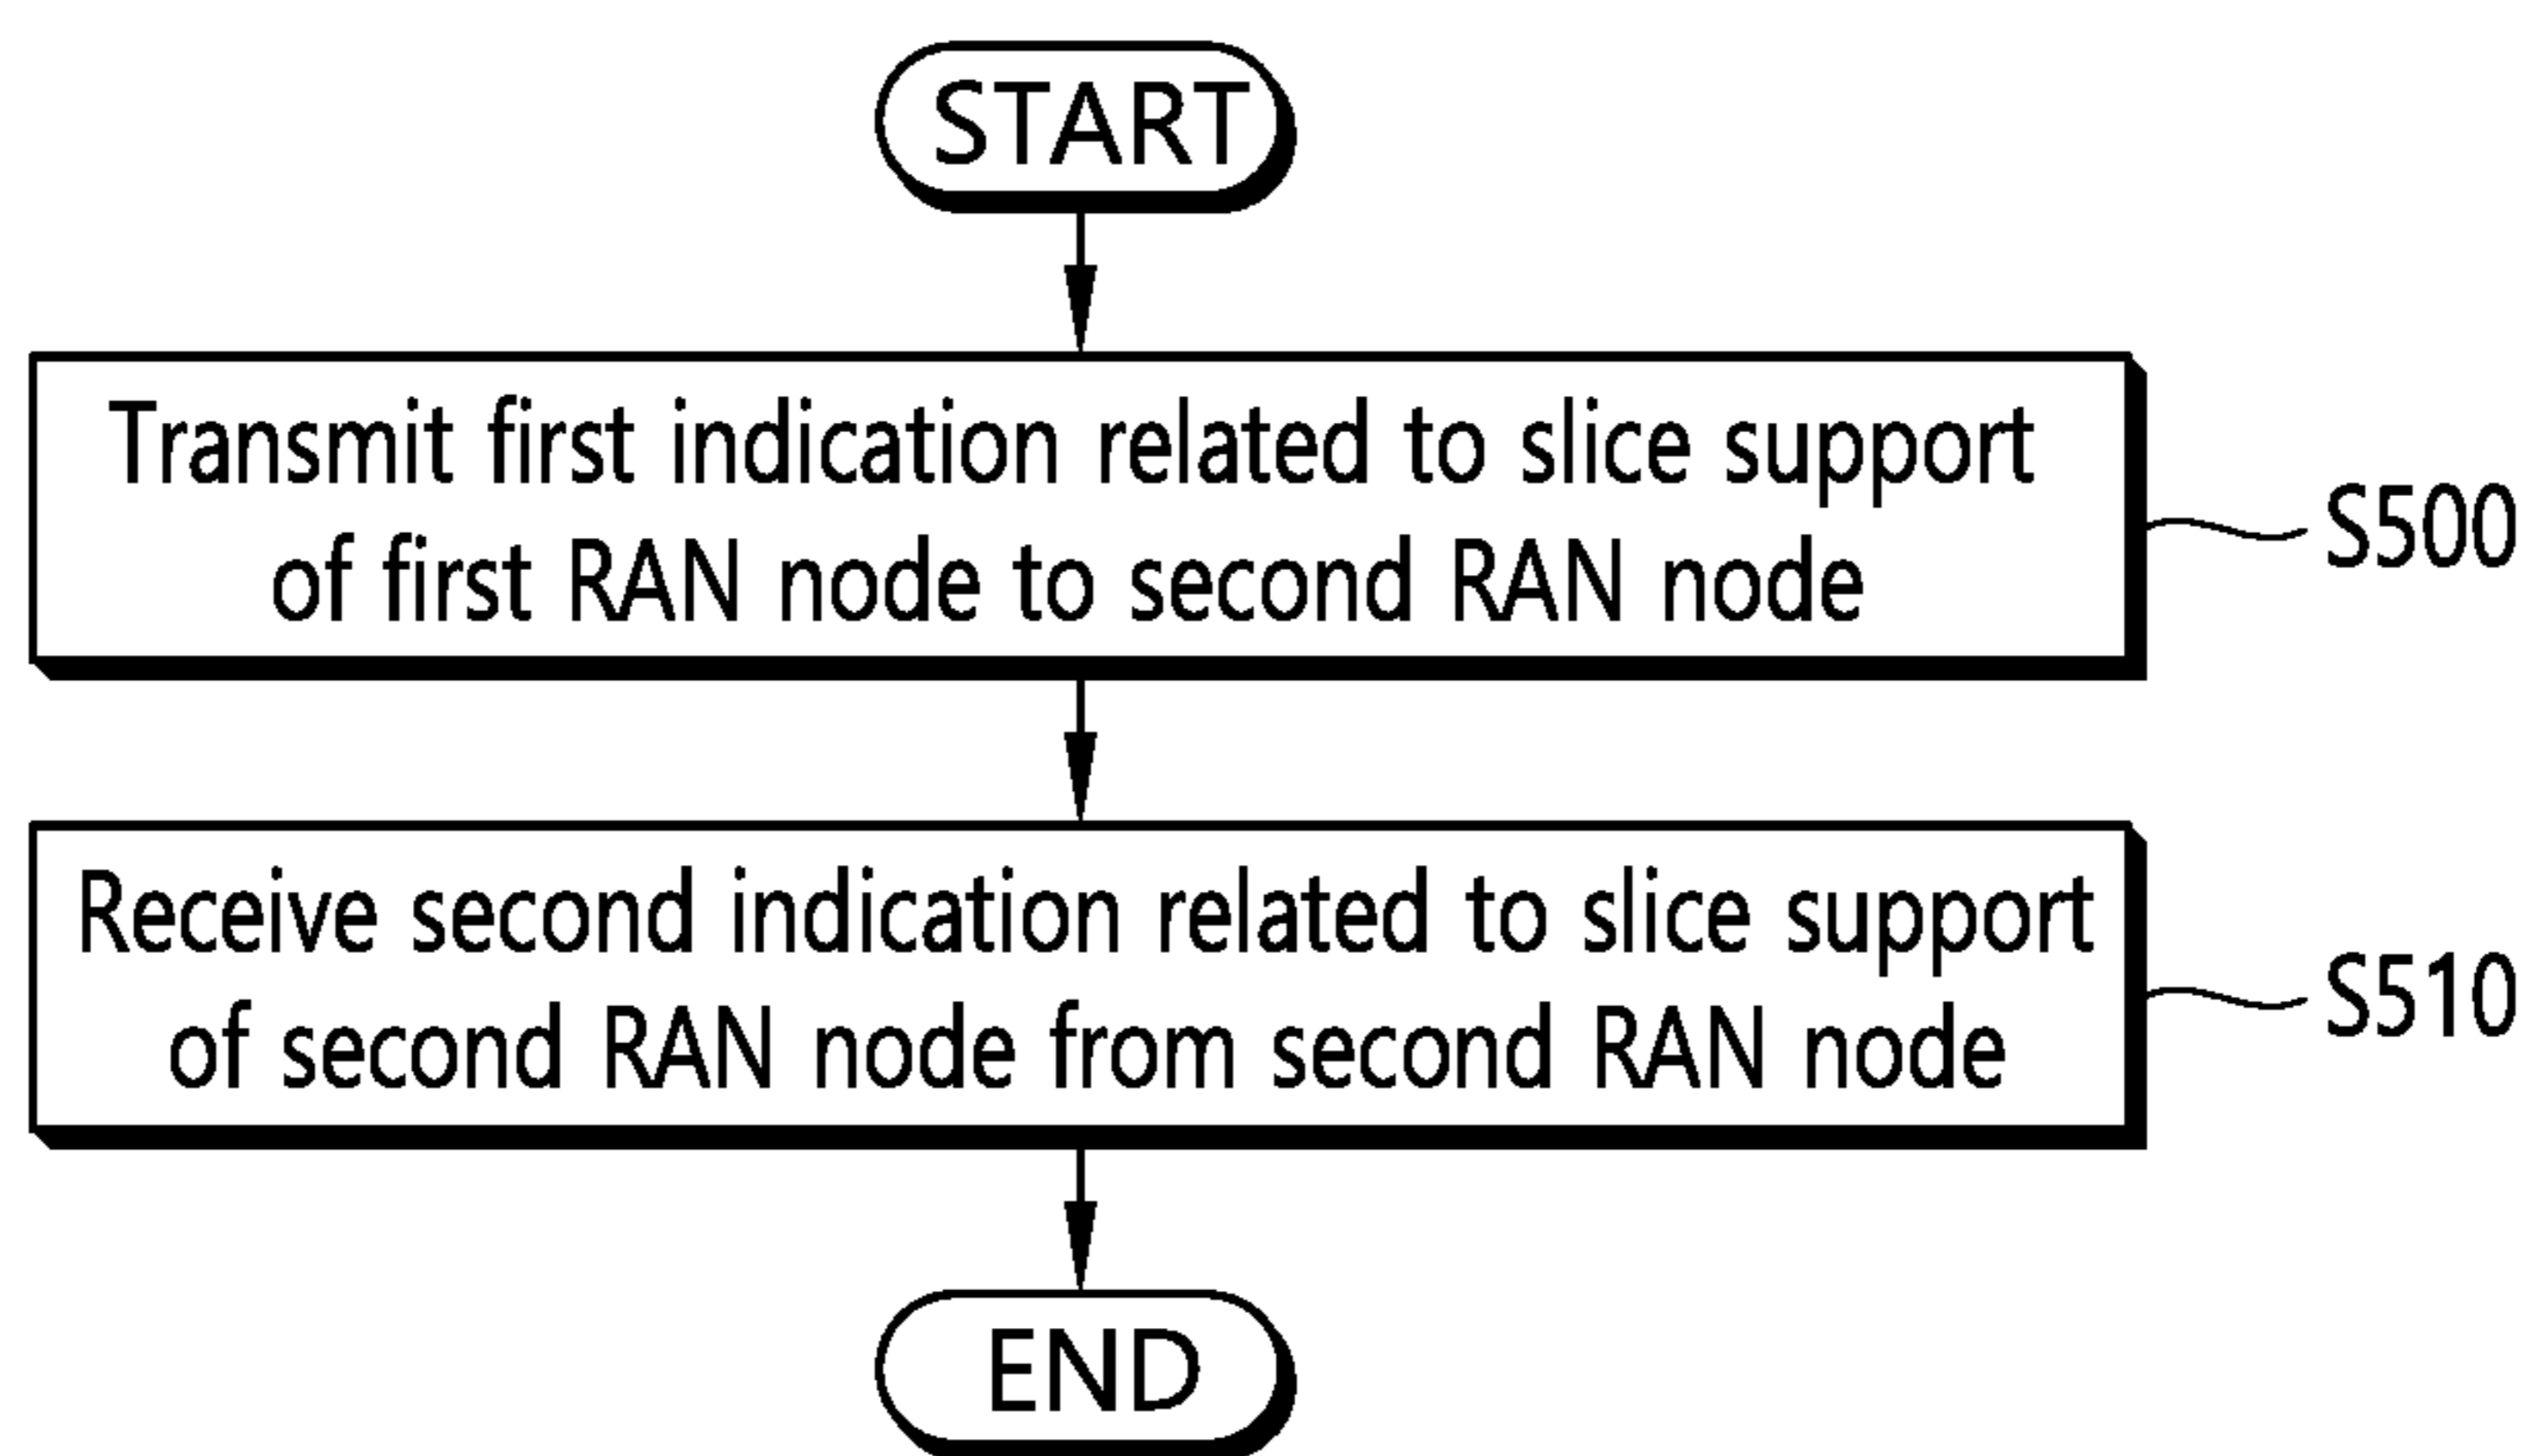 START
Transmit first indication related to slice support
of first RAN node to second RAN node
S500
Receive second indication related to slice support
of second RAN node from second RAN node
S510
END